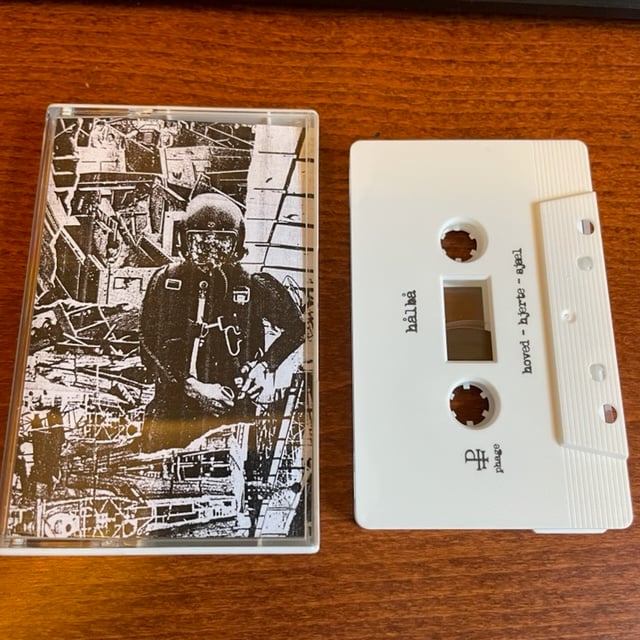 hålbå
hoved - hjerte - sjæl
phage